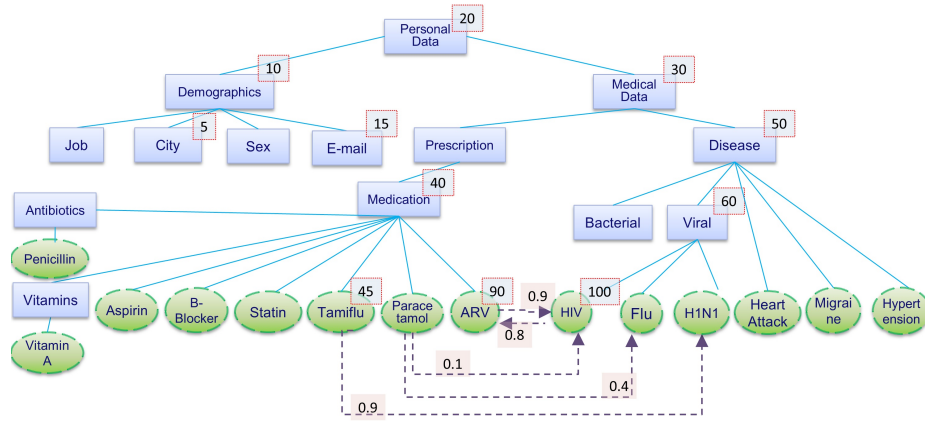 20
Personal
Data
10
Demographics
30
Medical
Data
Job
5
City
Sex
15
E-mail
Prescription
50
Disease
40
Medication
Antibiotics
Penicillin
Bacterial
60
Viral
Vitamins
Vitamin
A
Aspirin
B-
Blocker
Statin
45
Tamiflu
Parace
tamol
90
ARV
0.9
0.8
100
HIV
Flu
H1N1
Heart
Attack
Migrai
ne
Hypert
ension
0.1
0.4
0.9